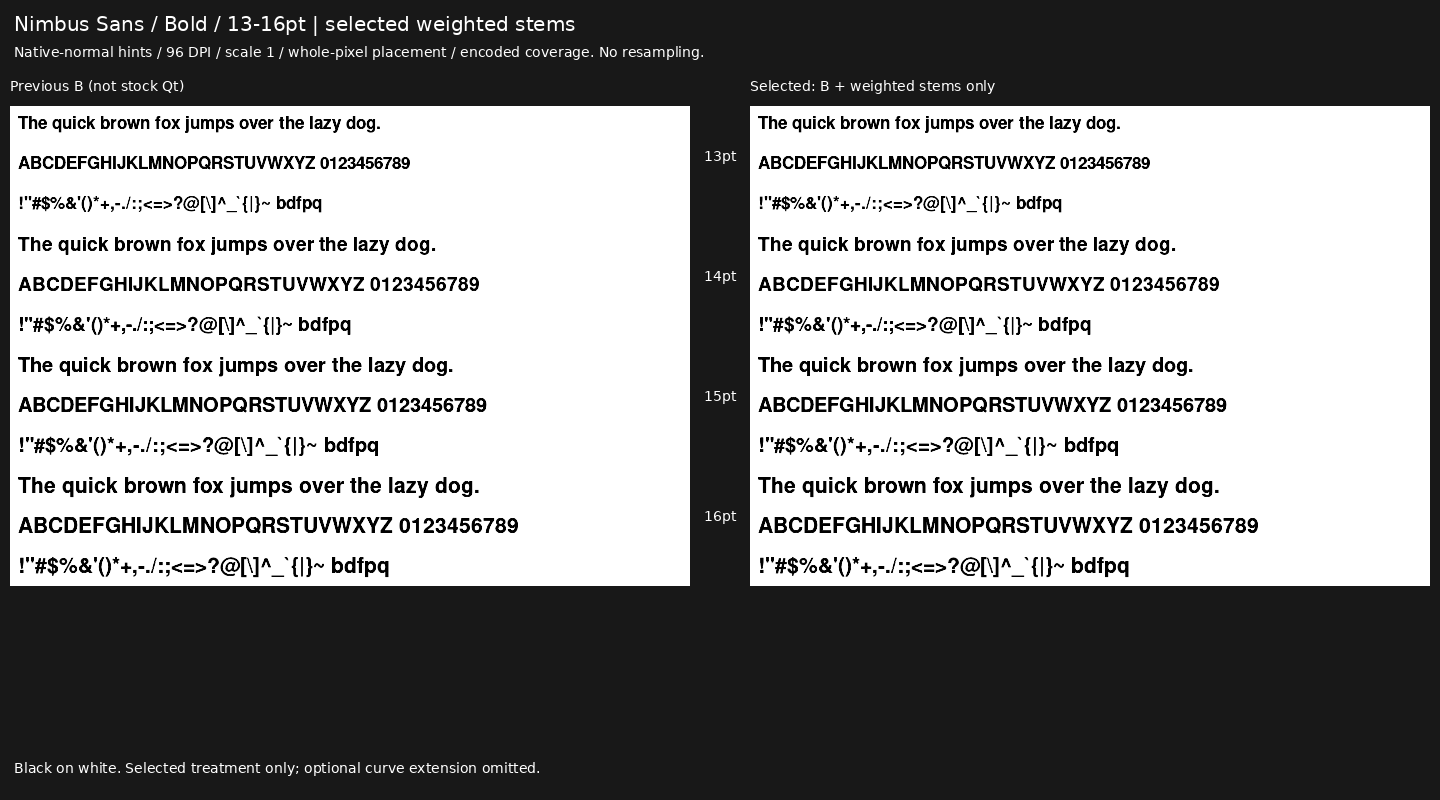 Nimbus Sans / Bold / 13-16pt | selected weighted stems
Native-normal hints / 96 DPI / scale 1 / whole-pixel placement / encoded coverage. No resampling.
Previous B (not stock Qt)
The quick brown fox jumps over the lazy dog.
ABCDEFGHIJKLMNOPQRSTUVWXYZ 0123456789
!"#$%&'()*+,-./:;<=>?@[\]^_`{|}~ bdfpq
The quick brown fox jumps over the lazy dog.
ABCDEFGHIJKLMNOPQRSTUVWXYZ 0123456789
!"#$%&'()*+,-./:;<=>?@[\]^_`{|}~ bdfpq
The quick brown fox jumps over the lazy dog.
ABCDEFGHIJKLMNOPQRSTUVWXYZ 0123456789
!"#$%&'()*+,-./:;<=>?@[\]^_`{|}~ bdfpq
The quick brown fox jumps over the lazy dog.
ABCDEFGHIJKLMNOPQRSTUVWXYZ 0123456789
!"#$%&'()*+,-./:;<=>?@[\]^_`{|}~ bdfpq
13pt
14pt
15pt
16pt
Selected: B + weighted stems only
The quick brown fox jumps over the lazy dog.
ABCDEFGHIJKLMNOPQRSTUVWXYZ 0123456789
!"#$%&'()*+,-./:;<=>?@[\]^_`{|}~ bdfpq
The quick brown fox jumps over the lazy dog.
ABCDEFGHIJKLMNOPQRSTUVWXYZ 0123456789
!"#$%&'()*+,-./:;<=>?@[\]^_`{|}~ bdfpq
The quick brown fox jumps over the lazy dog.
ABCDEFGHIJKLMNOPQRSTUVWXYZ 0123456789
!"#$%&'()*+,-./:;<=>?@[\]^_`{|}~ bdfpq
The quick brown fox jumps over the lazy dog.
ABCDEFGHIJKLMNOPQRSTUVWXYZ 0123456789
!"#$%&'()*+,-./:;<=>?@[\]^_`{|}~ bdfpq
Black on white. Selected treatment only; optional curve extension omitted.